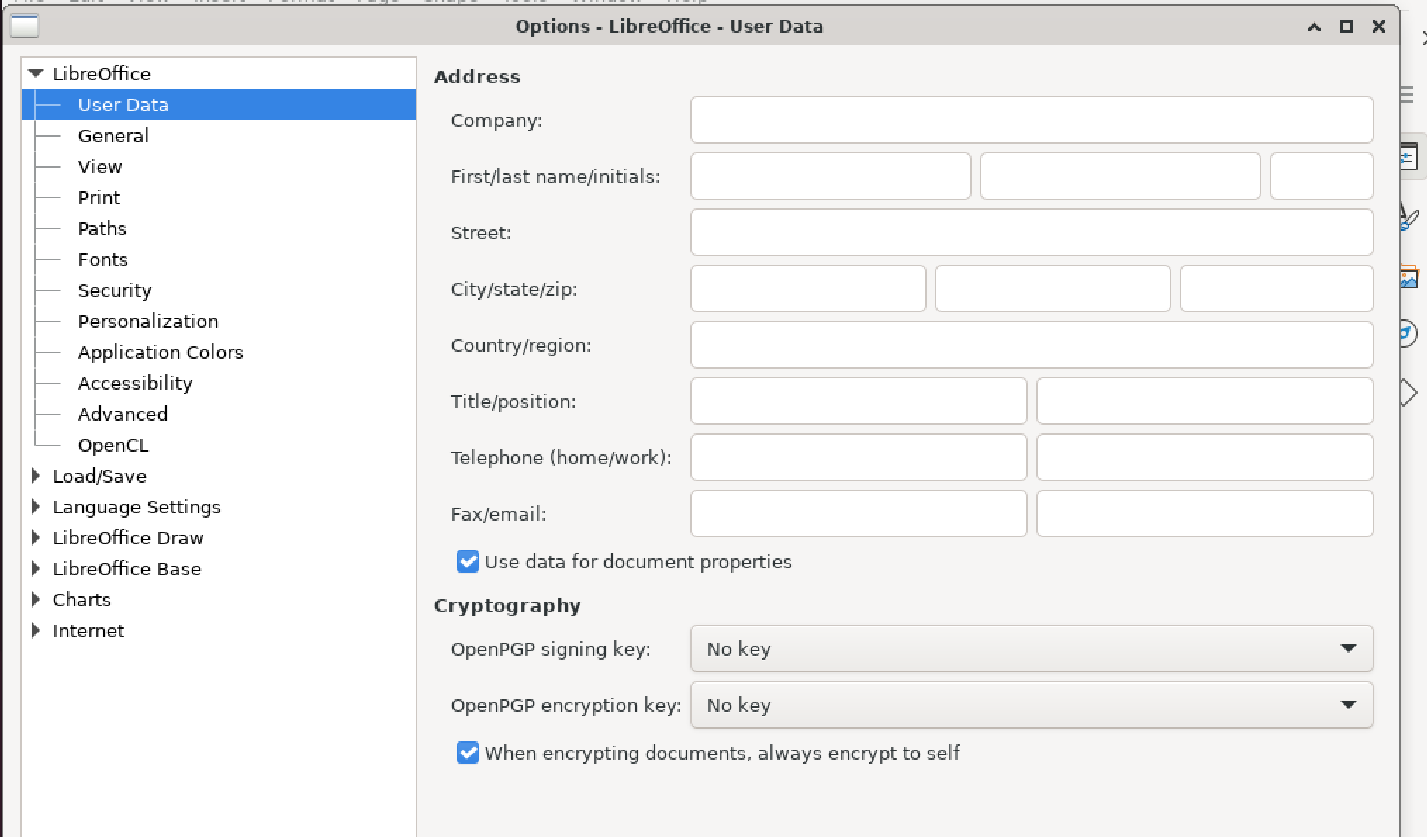 Options - LibreOffice - User Data
LibreOffice
User Data
General
View
Print
Paths
Fonts
Security
Personalization
Application Colors
Accessibility
Advanced
OpenCL
Load/Save
Language Settings
LibreOffice Draw
LibreOffice Base
Charts
Internet
Address
Company:
First/last name/initials:
Street:
City/state/zip:
Country/region:
Title/position:
Telephone (home/work):
Fax/email:
Use data for document properties
Cryptography
OpenPGP signing key: No key
OpenPGP encryption key: No key
When encrypting documents, always encrypt to self